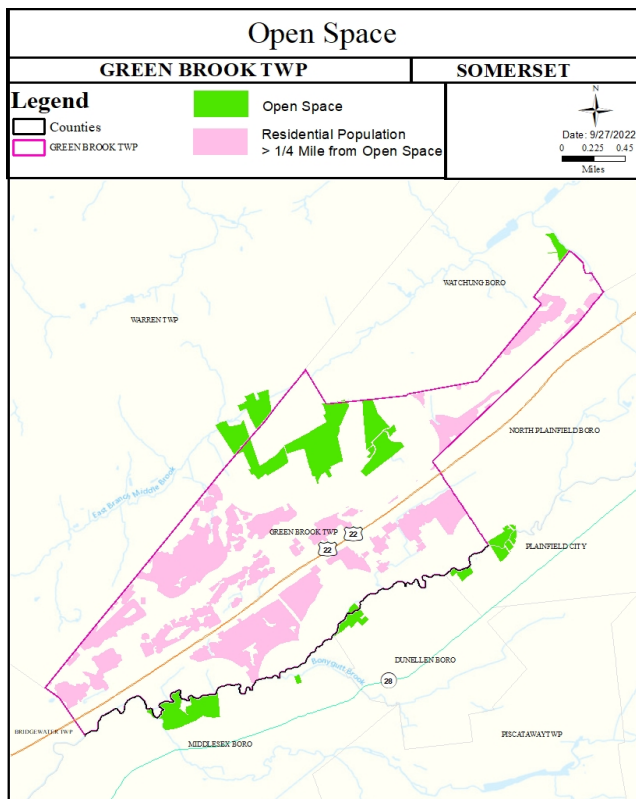 Open Space
GREEN BROOK TWP
SOMERSET
Legend
Counties
GREEN BROOK TWP
Open Space
Residential Population
> 1/4 Mile from Open Space
N
Date: 9/27/2022
0 0.225 0.45
Miles
WATCHUNG BORO
WARREN TWP
NORTH PLAINFIELD BORO
East Branch Middle Brook
GREEN BROOK TWP
22
22
PLAINFIELD CITY
DUNELLEN BORO
Bonygutt Brook
28
BRIDGEWATER TWP
MIDDLESEX BORO
PISCATAWAY TWP